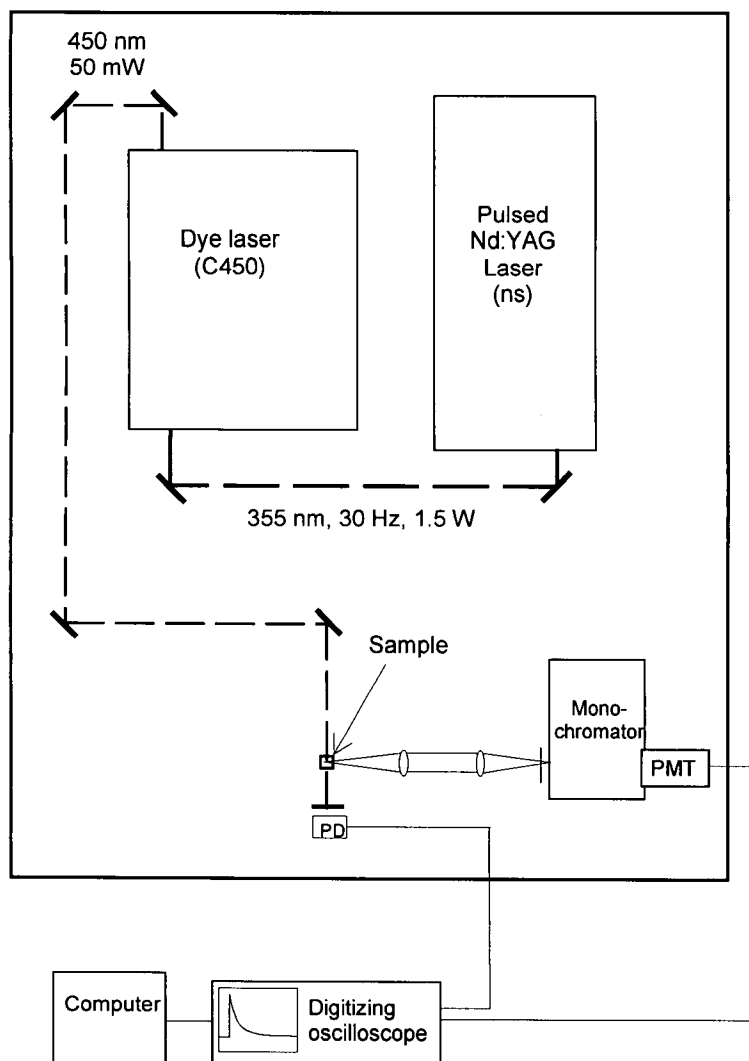 450 nm
50 mW
Dye laser
(C450)
Pulsed
Nd:YAG
Laser
(ns)
355 nm, 30 Hz, 1.5 W
Sample
Mono-
chromator
PMT
PD
Computer
Digitizing
oscilloscope